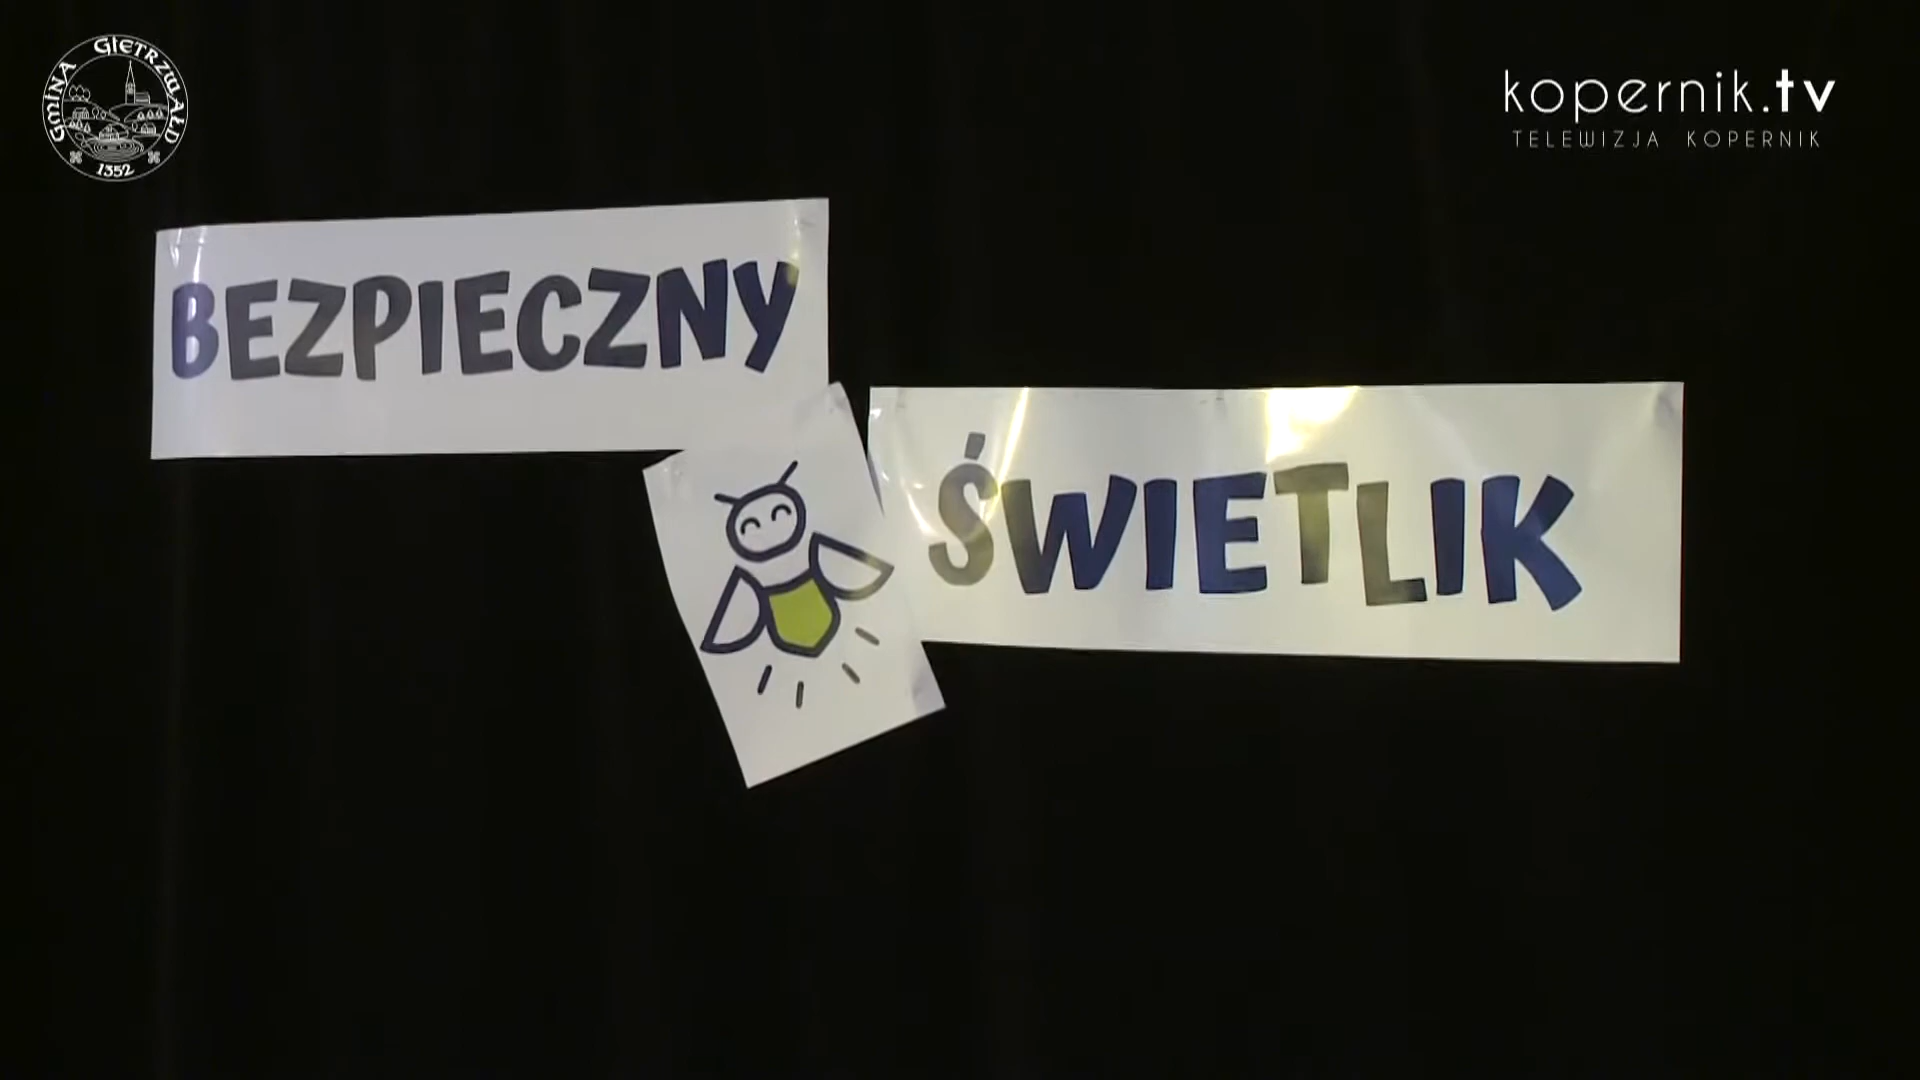 GMINA GIETRZWAŁD
1352
kopernik.tv
TELEWIZJA KOPERNIK
BEZPIECZNY
ŚWIETLIK